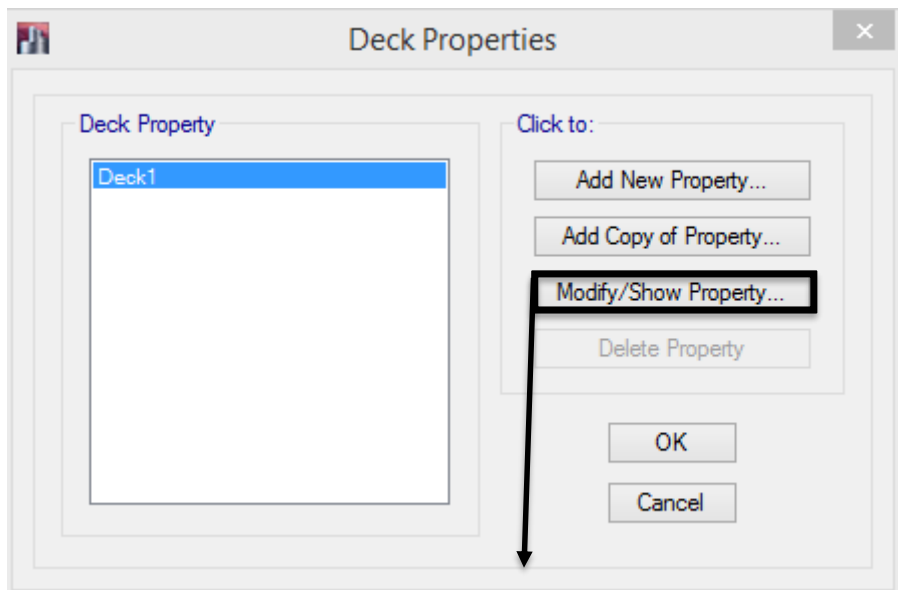 Deck Properties
Deck Property
Deck1
Click to:
Add New Property...
Add Copy of Property...
Modify/Show Property...
Delete Property
OK
Cancel